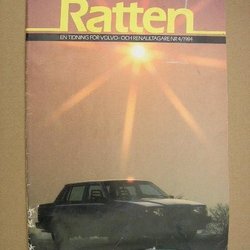 Ratten
EN TIDNING FÖR VOLVO- OCH RENAULTÄGARE NR 4/1984